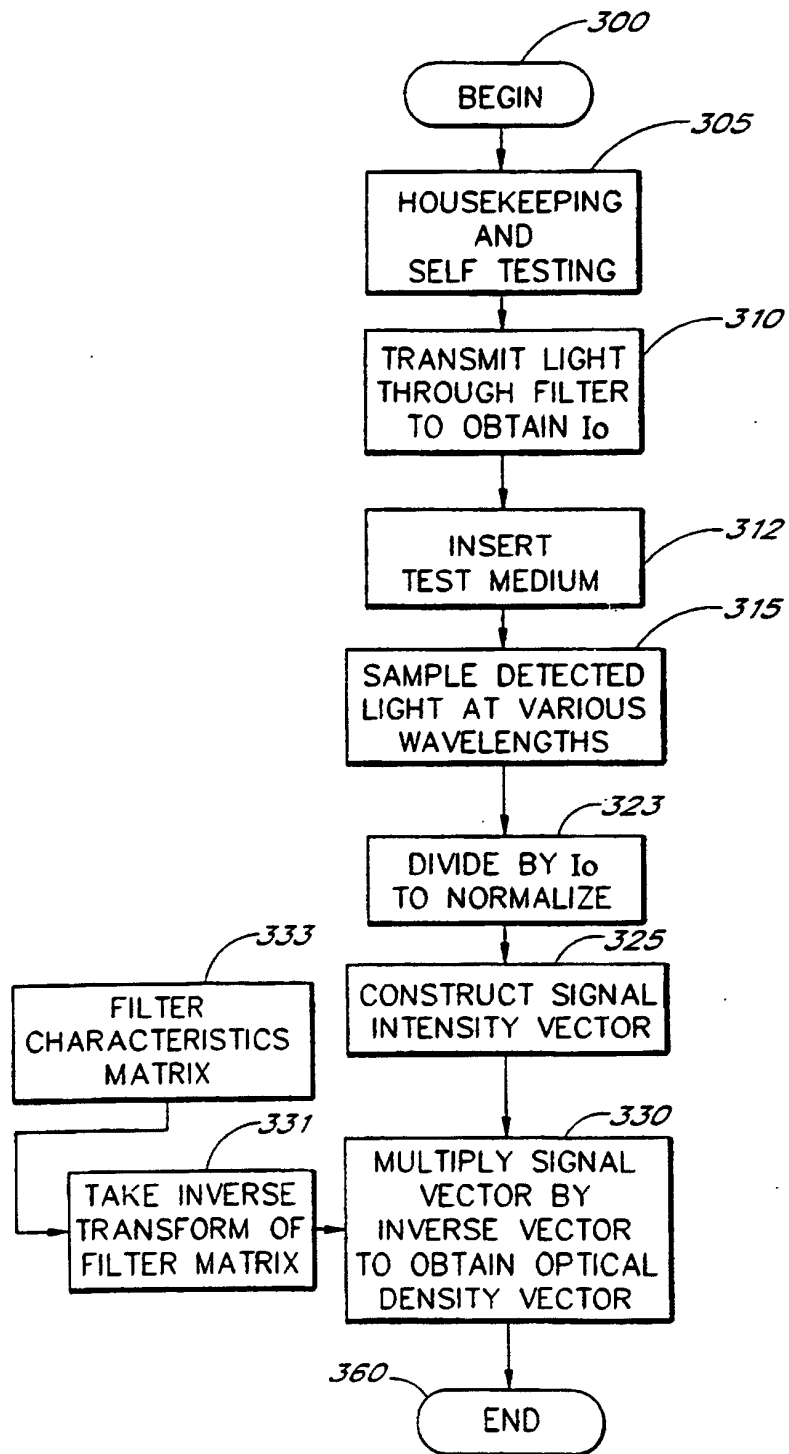 300
BEGIN
305
HOUSEKEEPING
AND
SELF TESTING
310
TRANSMIT LIGHT
THROUGH FILTER
TO OBTAIN Io
312
INSERT
TEST MEDIUM
315
SAMPLE DETECTED
LIGHT AT VARIOUS
WAVELENGTHS
323
DIVIDE BY Io
TO NORMALIZE
325
CONSTRUCT SIGNAL
INTENSITY VECTOR
333
FILTER
CHARACTERISTICS
MATRIX
331
TAKE INVERSE
TRANSFORM OF
FILTER MATRIX
330
MULTIPLY SIGNAL
VECTOR BY
INVERSE VECTOR
TO OBTAIN OPTICAL
DENSITY VECTOR
360
END